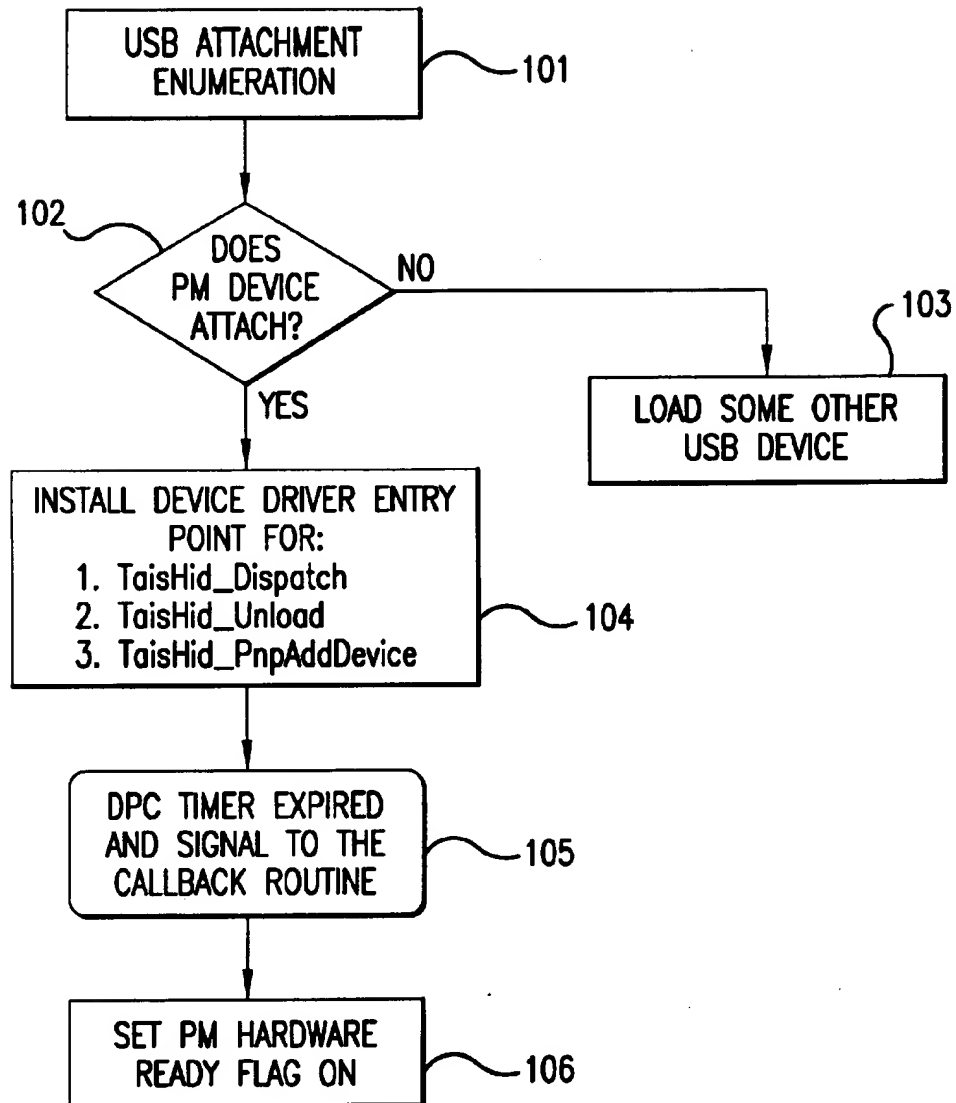 USB ATTACHMENT
ENUMERATION
101
102
DOES
PM DEVICE
ATTACH?
NO
YES
103
LOAD SOME OTHER
USB DEVICE
INSTALL DEVICE DRIVER ENTRY
POINT FOR:
1. TaisHid_Dispatch
2. TaisHid_Unload
3. TaisHid_PnpAddDevice
104
DPC TIMER EXPIRED
AND SIGNAL TO THE
CALLBACK ROUTINE
105
SET PM HARDWARE
READY FLAG ON
106